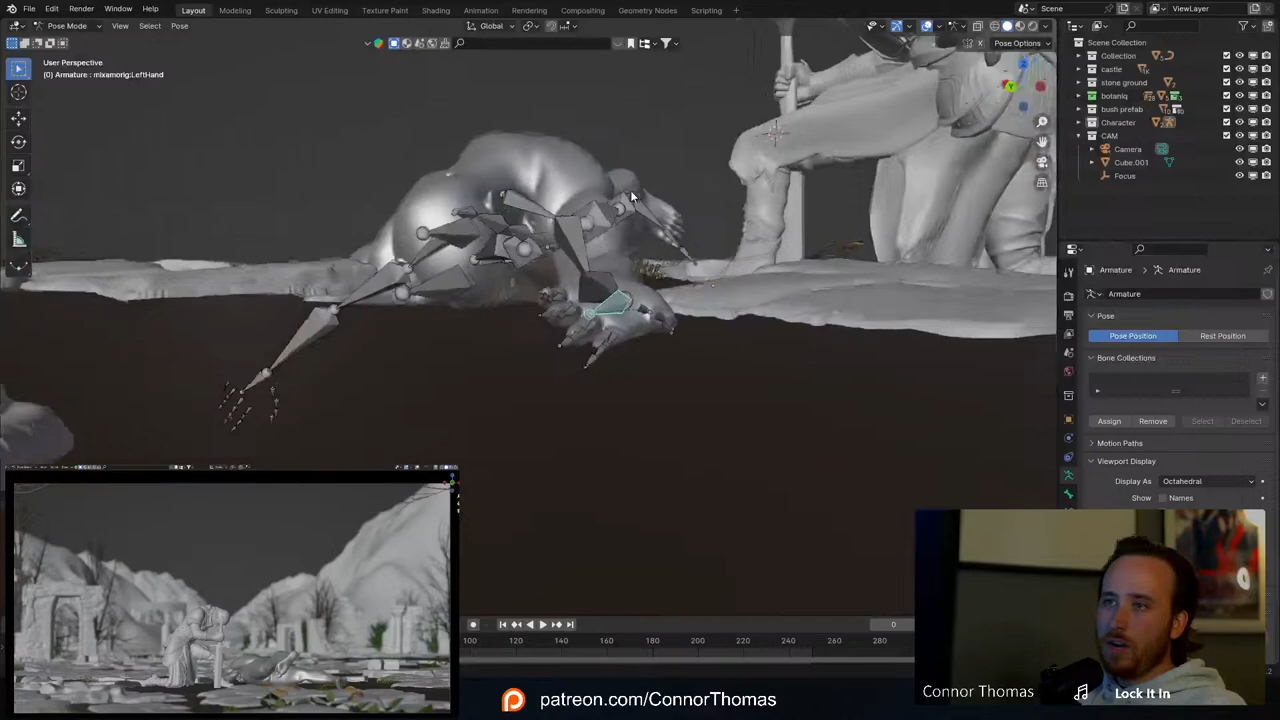 File Edit Render Window Help Layout Modeling Sculpting UV Editing Texture Paint Shading Animation Rendering Compositing Geometry Nodes Scripting + Scene ViewLayer
Pose Mode View Select Pose Global
Pose Options
User Perspective
(0) Armature : mixamorig:LeftHand
Scene Collection
Collection
castle
stone ground
botaniq
bush prefab
Character
CAM
Camera
Cube.001
Focus
Armature > Armature
Armature
Pose
Pose Position Rest Position
Bone Collections
Assign Remove Select Deselect
Motion Paths
Viewport Display
Display As Octahedral
Show Names
0
100 120 140 160 180 200 220 240 260 280
Connor Thomas Lock It In
patreon.com/ConnorThomas